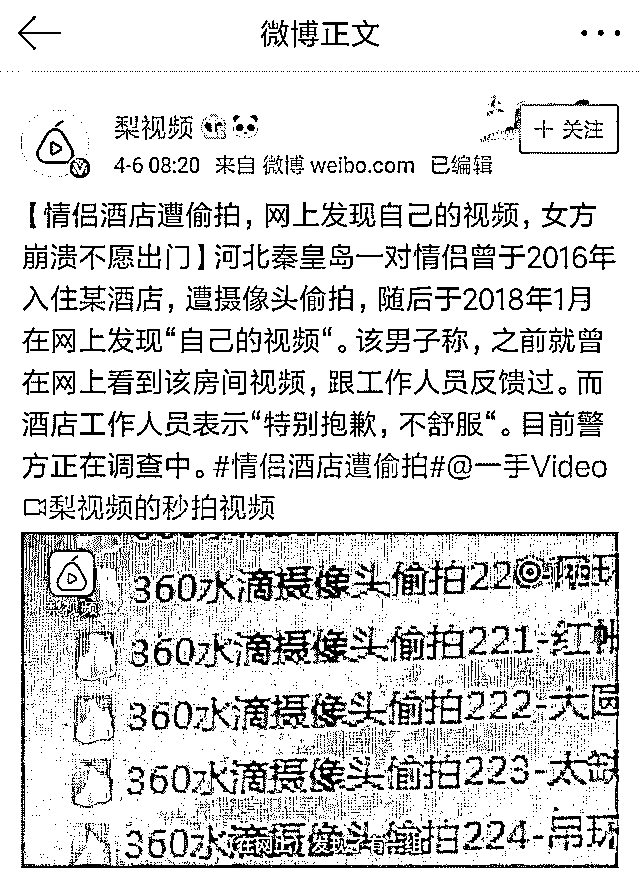 微博正文
梨视频
关注
4-6 08:20 来自 微博 weibo.com 已编辑
【情侣酒店遭偷拍，网上发现自己的视频，女方
崩溃不愿出门】河北秦皇岛一对情侣曾于2016年
入住某酒店，遭摄像头偷拍，随后于2018年1月
在网上发现“自己的视频“。该男子称，之前就曾
在网上看到该房间视频，跟工作人员反馈过。而
酒店工作人员表示“特别抱歉，不舒服“。目前警
方正在调查中。#情侣酒店遭偷拍#@一手Video
梨视频的秒拍视频
360水滴摄像头偷拍22
360水滴摄像头偷拍221-红帐
360水滴摄像头偷拍222-大圆
360水滴摄像头偷拍223-太
360水滴摄像头偷拍224-吊环